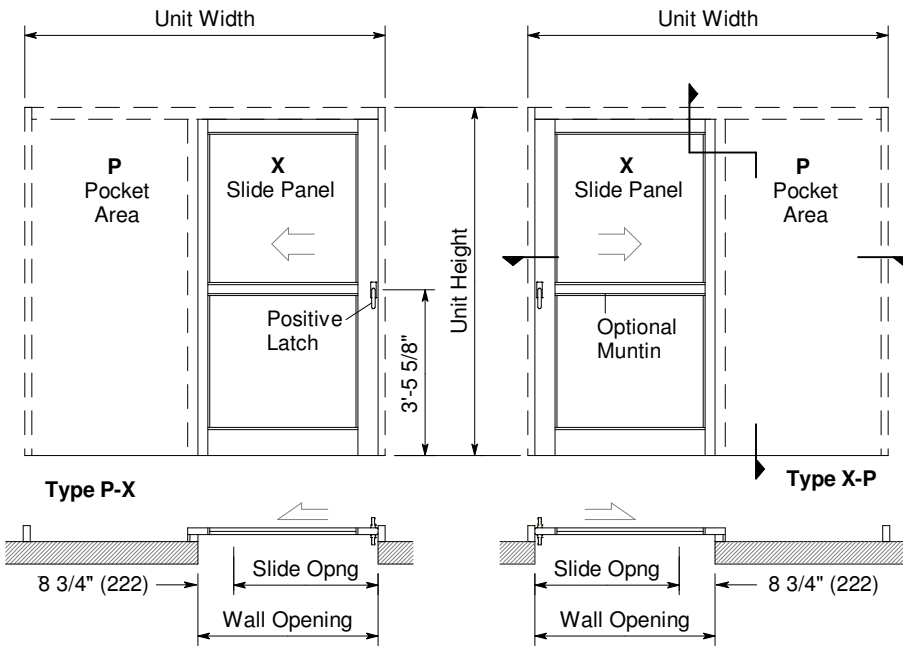 Unit Width
Unit Width
P
Pocket
Area
X
Slide Panel
X
Slide Panel
P
Pocket
Area
Unit Height
Positive
Latch
3'-5 5/8"
Optional
Muntin
Type P-X
Type X-P
8 3/4" (222)
Slide Opng
Wall Opening
Slide Opng
8 3/4" (222)
Wall Opening